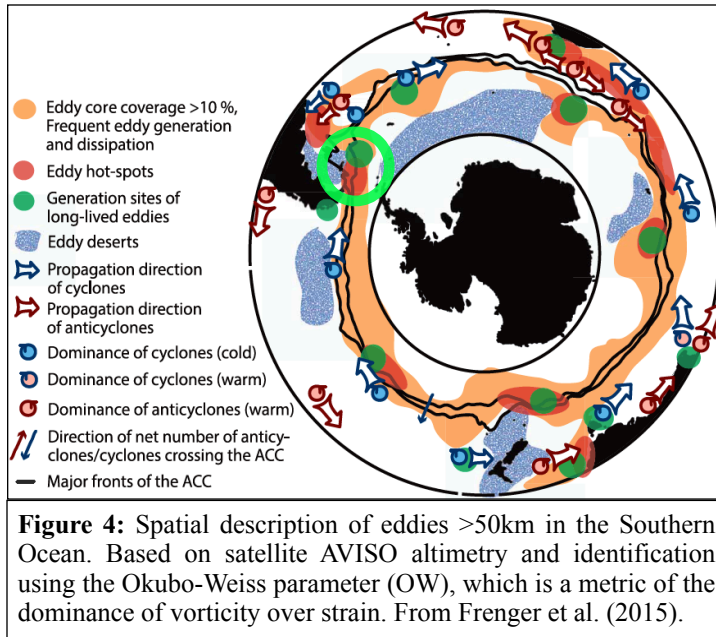 Eddy core coverage >10 %,
Frequent eddy generation
and dissipation
Eddy hot-spots
Generation sites of
long-lived eddies
Eddy deserts
Propagation direction
of cyclones
Propagation direction
of anticyclones
Dominance of cyclones (cold)
Dominance of cyclones (warm)
Dominance of anticyclones (warm)
Direction of net number of anticy-
clones/cyclones crossing the ACC
Major fronts of the ACC
Figure 4: Spatial description of eddies >50km in the Southern
Ocean. Based on satellite AVISO altimetry and identification
using the Okubo-Weiss parameter (OW), which is a metric of the
dominance of vorticity over strain. From Frenger et al. (2015).